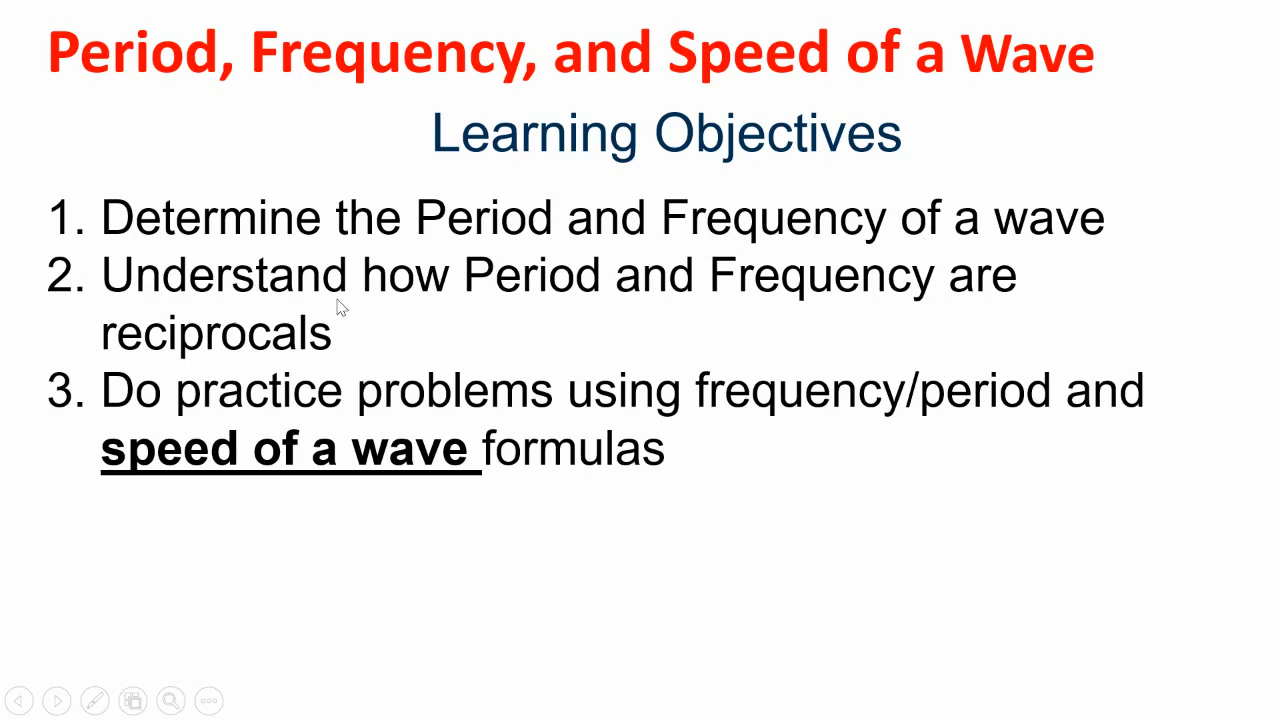 Period, Frequency, and Speed of a Wave
Learning Objectives
1. Determine the Period and Frequency of a wave
2. Understand how Period and Frequency are
reciprocals
3. Do practice problems using frequency/period and
speed of a wave formulas